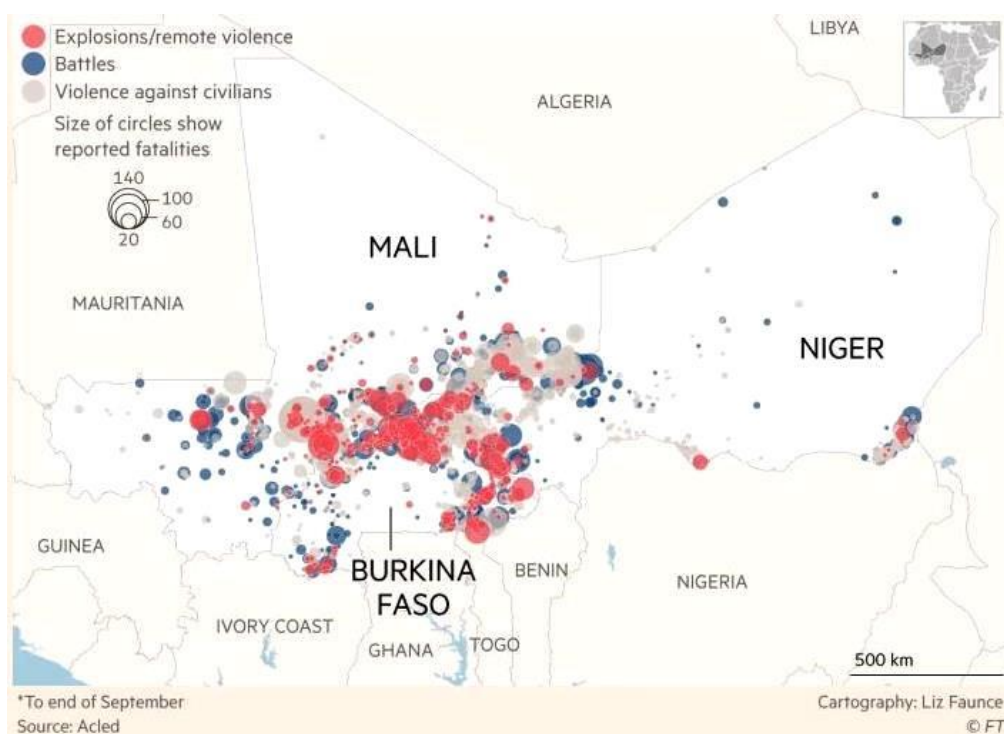 Explosions/remote violence
Battles
Violence against civilians
Size of circles show
reported fatalities
140
100
60
20
LIBYA
ALGERIA
MALI
MAURITANIA
NIGER
GUINEA
BURKINA
FASO
BENIN
NIGERIA
IVORY COAST
GHANA
TOGO
500 km
*To end of September
Cartography: Liz Faunce
Source: Acled
© FT